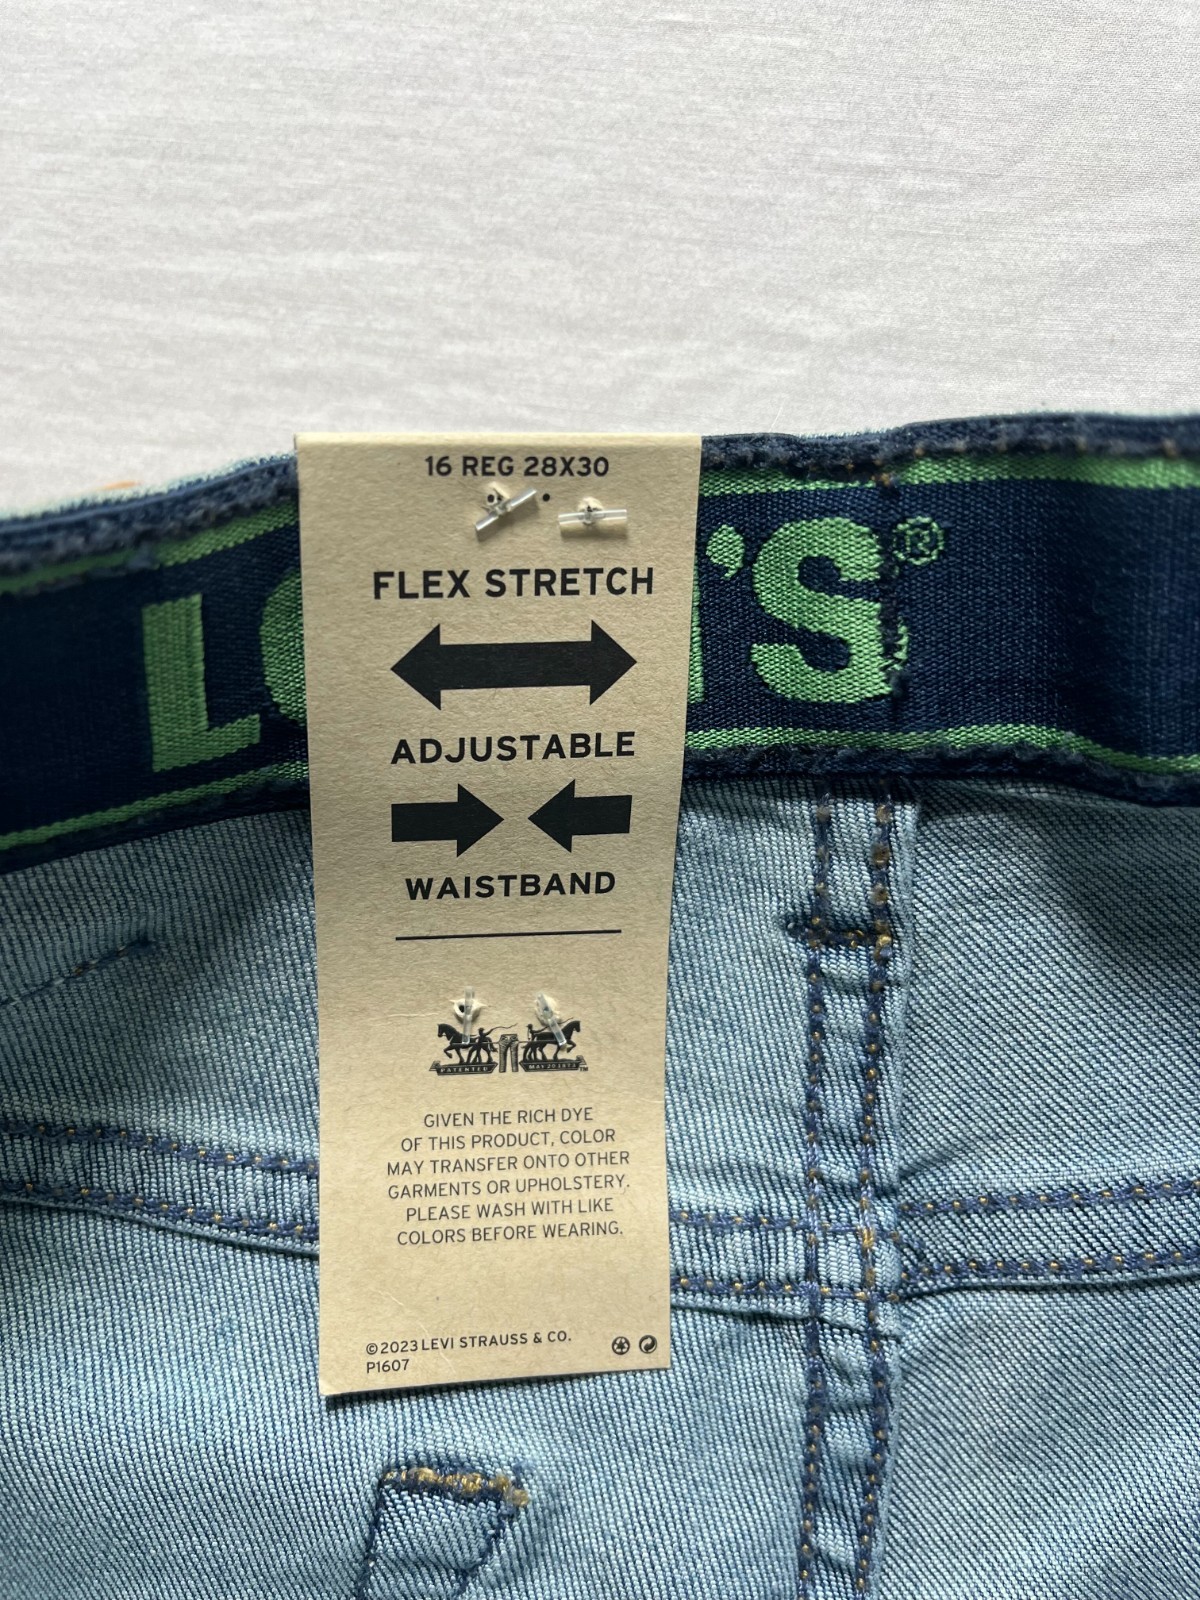 16 REG 28X30
FLEX STRETCH
ADJUSTABLE
WAISTBAND
PATENTED
GIVEN THE RICH DYE
OF THIS PRODUCT, COLOR
MAY TRANSFER ONTO OTHER
GARMENTS OR UPHOLSTERY.
PLEASE WASH WITH LIKE
COLORS BEFORE WEARING.
©2023 LEVI STRAUSS & CO.
P1607
L
'S®